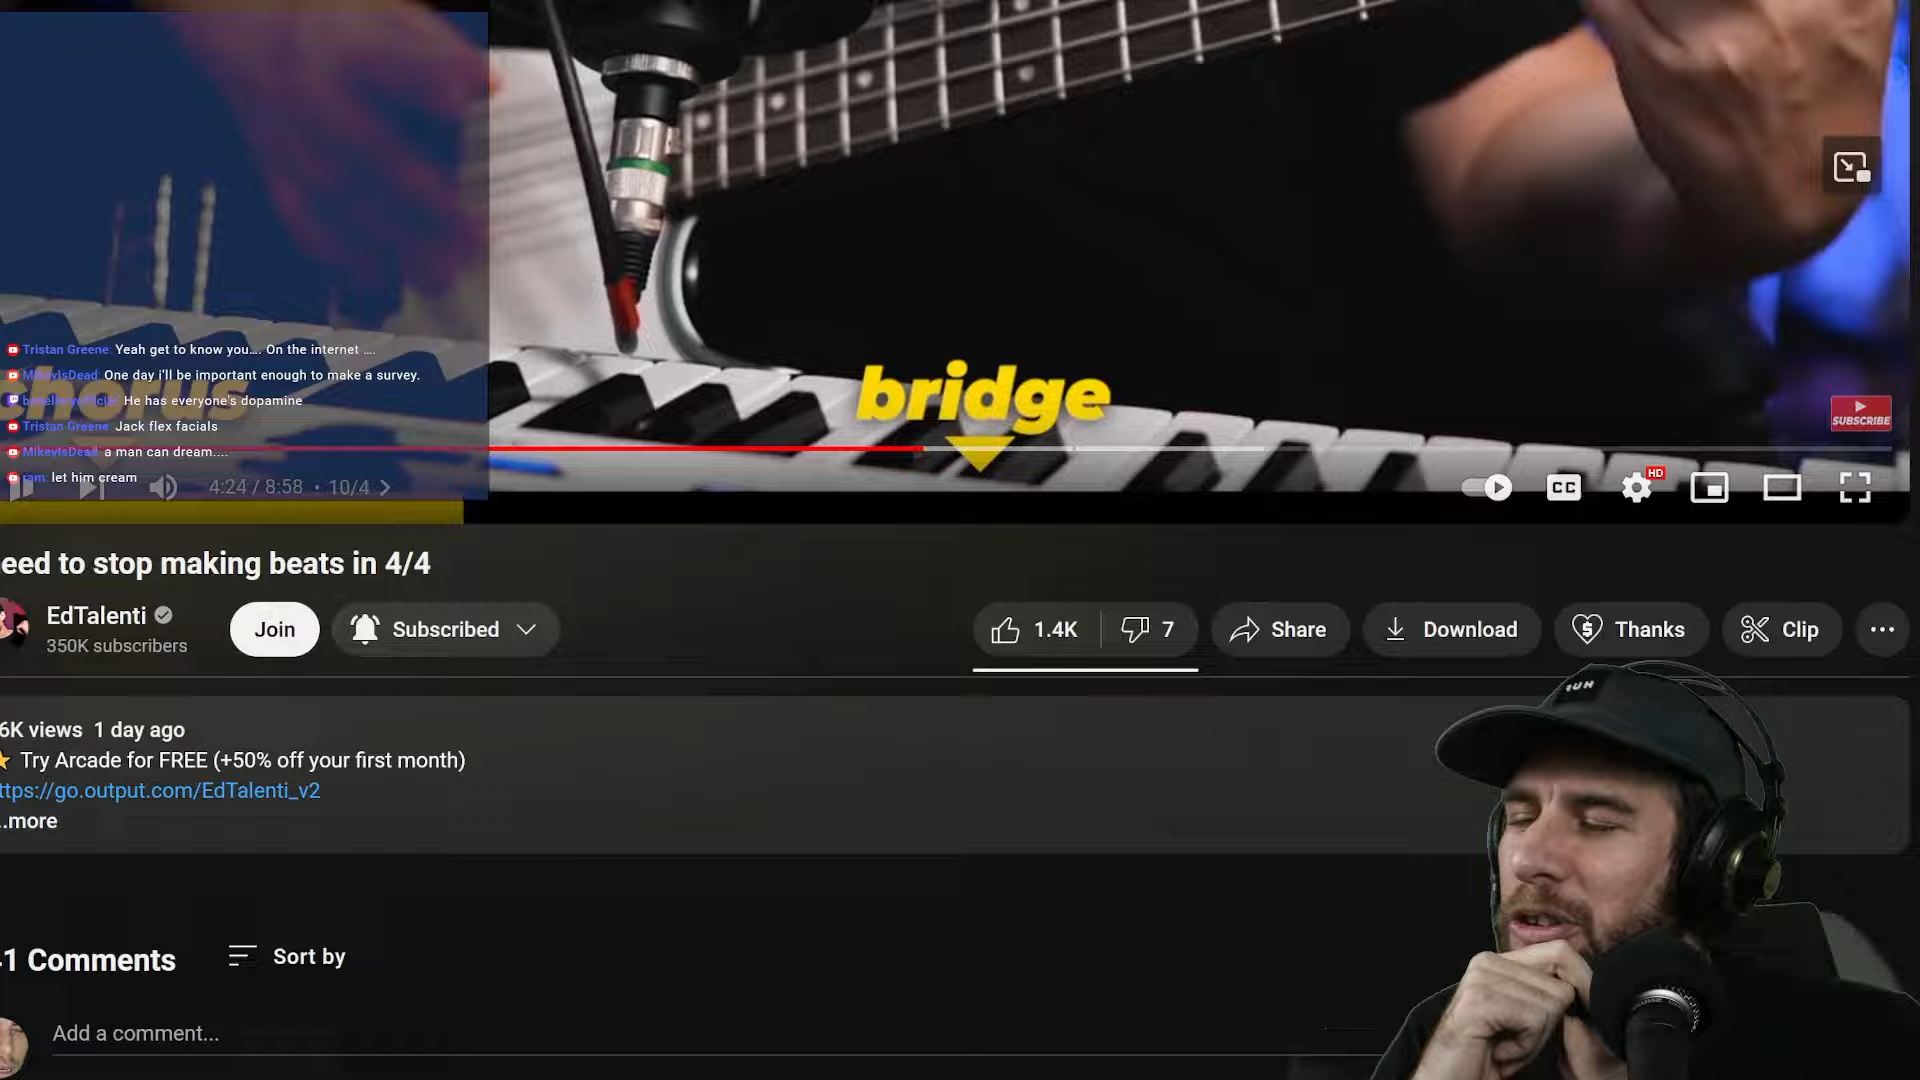 bridge
chorus
Tristan Greene: Yeah get to know you.... On the internet ....
MikeyIsDead: One day i'll be important enough to make a survey.
He has everyone's dopamine
Tristan Greene: Jack flex facials
MikeyIsDead: a man can dream....
let him cream
SUBSCRIBE
4:24 / 8:58 • 10/4
CC
HD
eed to stop making beats in 4/4
EdTalenti
350K subscribers
Join
Subscribed
1.4K
7
Share
Download
Thanks
Clip
6K views 1 day ago
Try Arcade for FREE (+50% off your first month)
ttps://go.output.com/EdTalenti_v2
..more
1 Comments
Sort by
Add a comment...